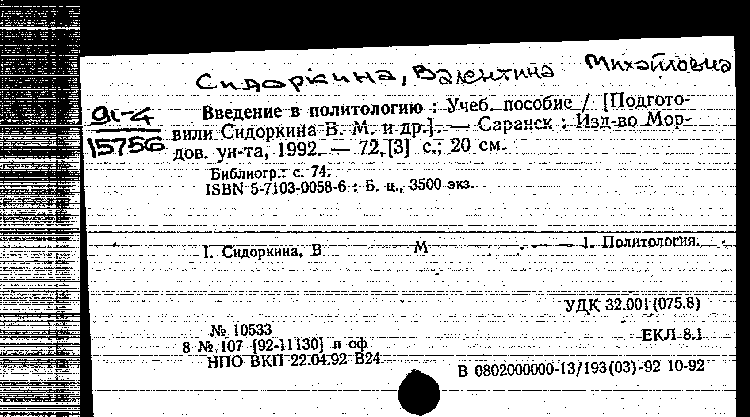 Сидоркина, Валентина Михайловна
91-4
15756
Введение в политологию : Учеб. пособие / [Подгото-
вили Сидоркина В. М. и др.]. — Саранск : Изд-во Мор-
дов. ун-та, 1992. — 72,[3] с.; 20 см.
Библиогр.: с. 74.
ISBN 5-7103-0058-6 : Б. ц., 3500 экз.
I. Сидоркина, В М — 1. Политология.
УДК 32.001(075.8)
№ 10533
ЕКЛ 8.1
8 № 107 [92-11130] п оф
НПО ВКП 22.04.92 В24
В 0802000000-13/193(03)-92 10-92